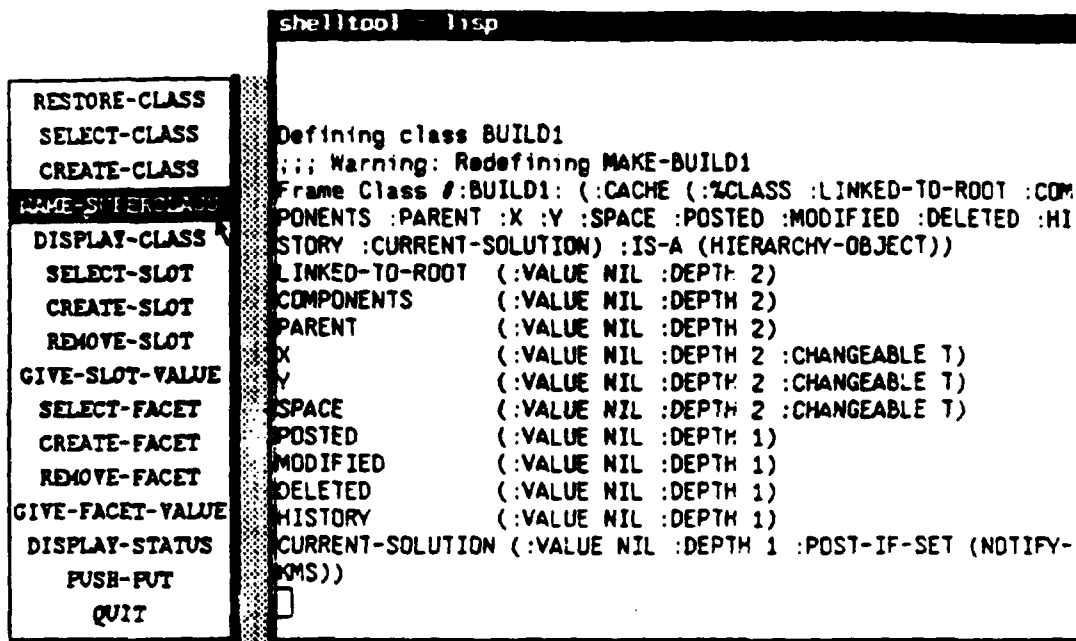 shelltool - lisp
RESTORE-CLASS
SELECT-CLASS
CREATE-CLASS
DISPLAY-CLASS
SELECT-SLOT
CREATE-SLOT
REMOVE-SLOT
GIVE-SLOT-VALUE
SELECT-FACET
CREATE-FACET
REMOVE-FACET
GIVE-FACET-VALUE
DISPLAY-STATUS
PUSH-PUT
QUIT
Defining class BUILD1
;;; Warning: Redefining MAKE-BUILD1
Frame Class #:BUILD1: (:CACHE (:%CLASS :LINKED-TO-ROOT :COM
PONENTS :PARENT :X :Y :SPACE :POSTED :MODIFIED :DELETED :HI
STORY :CURRENT-SOLUTION) :IS-A (HIERARCHY-OBJECT))
LINKED-TO-ROOT (:VALUE NIL :DEPTH 2)
COMPONENTS (:VALUE NIL :DEPTH 2)
PARENT (:VALUE NIL :DEPTH 2)
X (:VALUE NIL :DEPTH 2 :CHANGEABLE T)
Y (:VALUE NIL :DEPTH 2 :CHANGEABLE T)
SPACE (:VALUE NIL :DEPTH 2 :CHANGEABLE T)
POSTED (:VALUE NIL :DEPTH 1)
MODIFIED (:VALUE NIL :DEPTH 1)
DELETED (:VALUE NIL :DEPTH 1)
HISTORY (:VALUE NIL :DEPTH 1)
CURRENT-SOLUTION (:VALUE NIL :DEPTH 1 :POST-IF-SET (NOTIFY-
KMS))